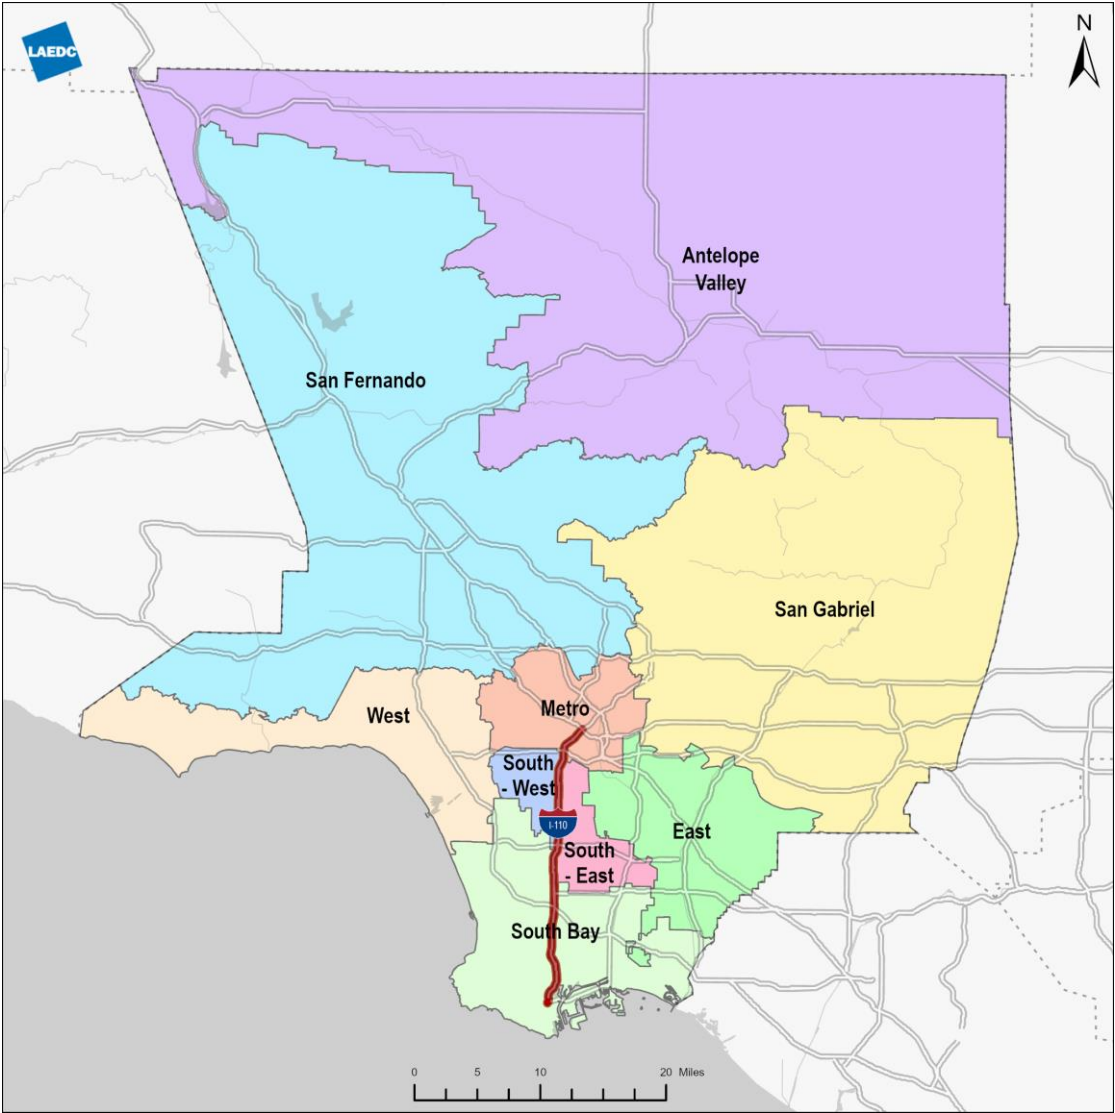 LAEDC
N
Antelope
Valley
San Fernando
San Gabriel
West
Metro
South
- West
I-110
East
South
- East
South Bay
0 5 10 20 Miles